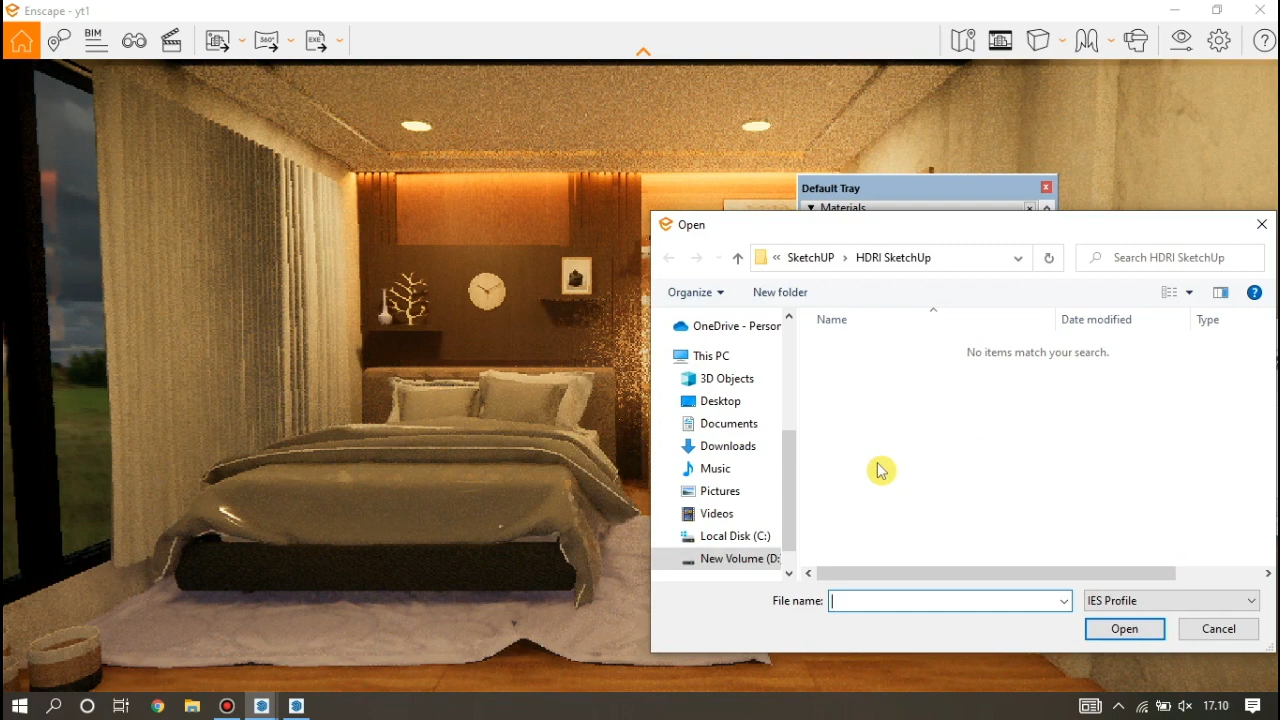 Enscape - yt1
BIM
360°
EXE
?
Default Tray
Materials
Open
« SketchUP › HDRI SketchUp
Search HDRI SketchUp
Organize
New folder
?
Name
Date modified
Type
No items match your search.
OneDrive - Person
This PC
3D Objects
Desktop
Documents
Downloads
Music
Pictures
Videos
Local Disk (C:)
New Volume (D:
File name:
IES Profile
Open
Cancel
17.10